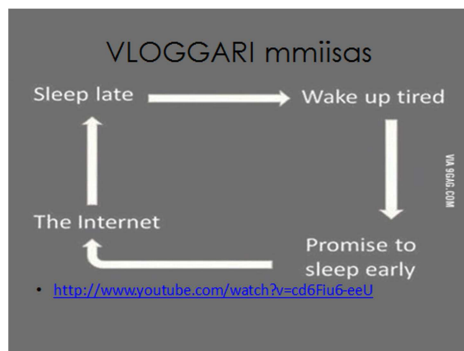 VLOGGARI mmiisas
Sleep late
Wake up tired
The Internet
Promise to
sleep early
VIA 9GAG.COM
• http://www.youtube.com/watch?v=cd6Fiu6-eeU